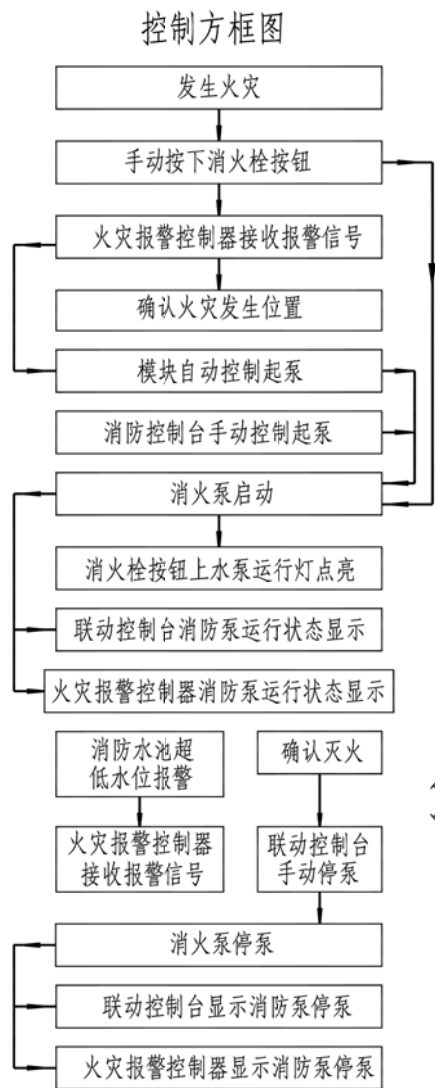 控制方框图
发生火灾
手动按下消火栓按钮
火灾报警控制器接收报警信号
确认火灾发生位置
模块自动控制起泵
消防控制台手动控制起泵
消火泵启动
消火栓按钮上水泵运行灯点亮
联动控制台消防泵运行状态显示
火灾报警控制器消防泵运行状态显示
消防水池超
低水位报警
火灾报警控制器
接收报警信号
确认灭火
联动控制台
手动停泵
消火泵停泵
联动控制台显示消防泵停泵
火灾报警控制器显示消防泵停泵